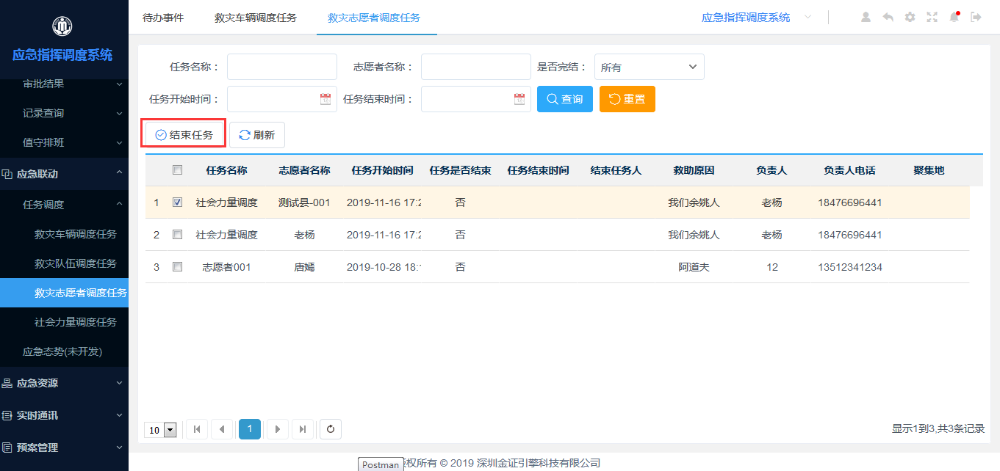 应急指挥调度系统
审批结果
记录查询
值守排班
应急联动
任务调度
救灾车辆调度任务
救灾队伍调度任务
救灾志愿者调度任务
社会力量调度任务
应急态势(未开发)
应急资源
实时通讯
预案管理
待办事件 救灾车辆调度任务 救灾志愿者调度任务 应急指挥调度系统
任务名称： 志愿者名称： 是否完结： 所有
任务开始时间： 任务结束时间： 查询 重置
结束任务 刷新
任务名称 志愿者名称 任务开始时间 任务是否结束 任务结束时间 结束任务人 救助原因 负责人 负责人电话 聚集地
1 社会力量调度 测试县-001 2019-11-16 17:2 否 我们余姚人 老杨 18476696441
2 社会力量调度 老杨 2019-11-16 17:2 否 我们余姚人 老杨 18476696441
3 志愿者001 唐嫣 2019-10-28 18: 否 阿道夫 12 13512341234
10 1 显示1到3,共3条记录
Postman 权所有 © 2019 深圳金证引擎科技有限公司